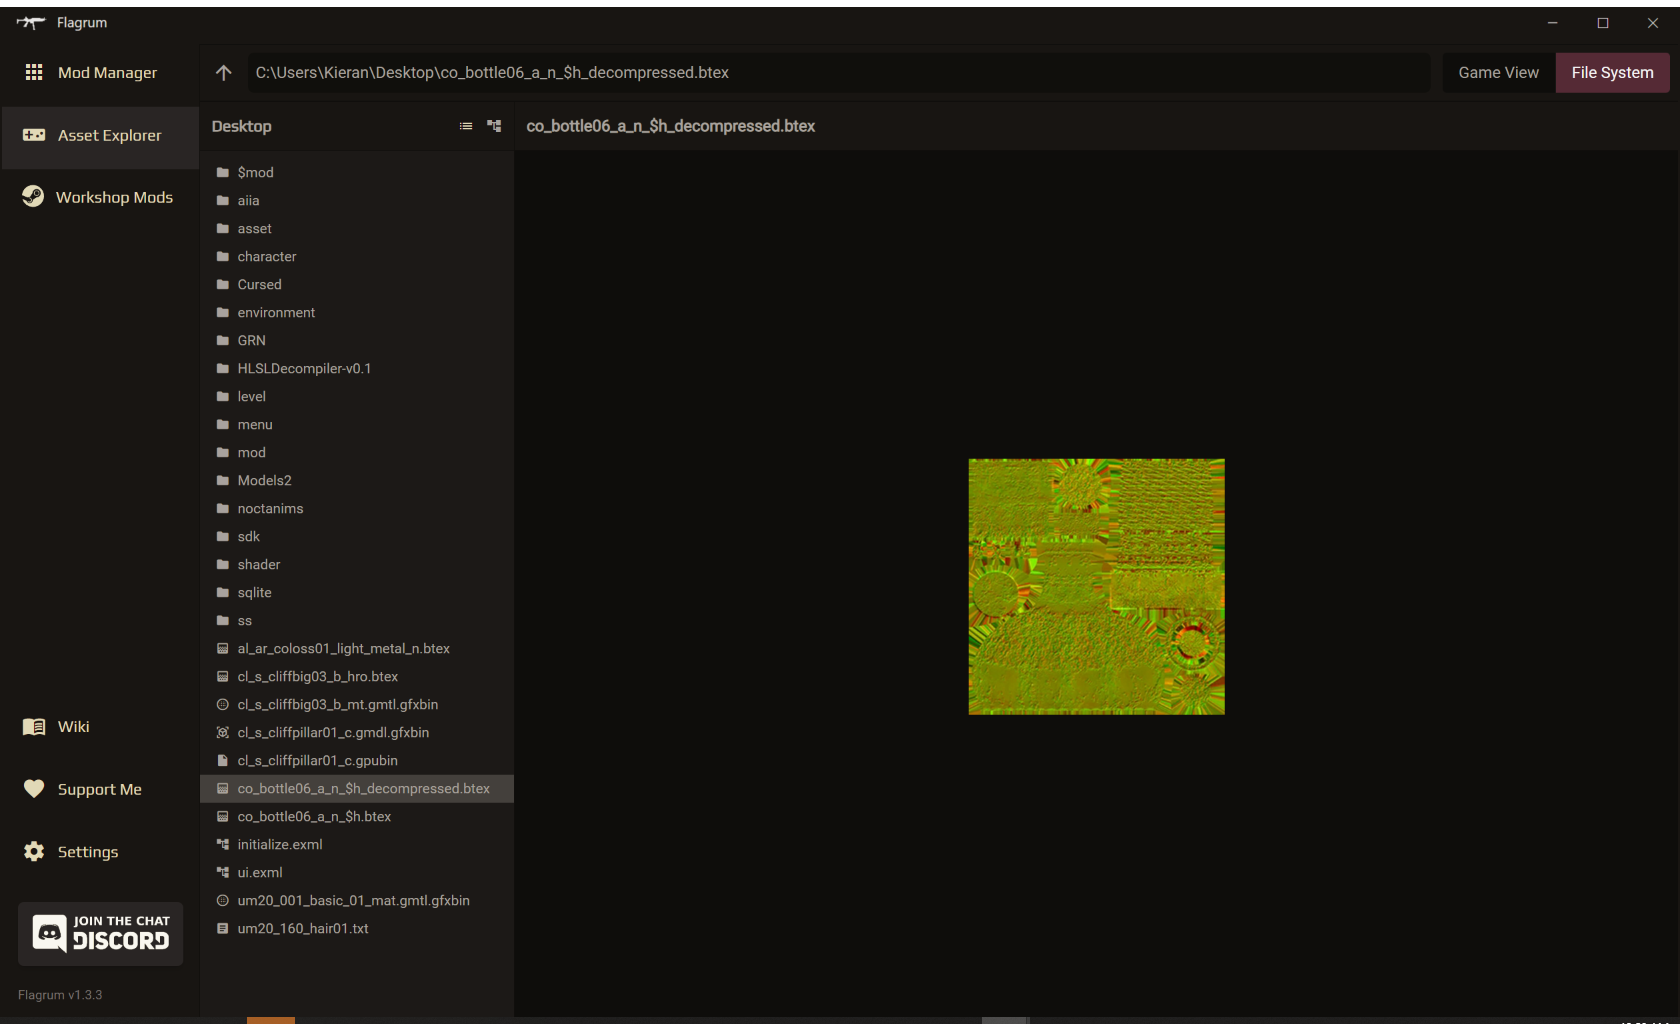 Flagrum
Mod Manager
Asset Explorer
Workshop Mods
Wiki
Support Me
Settings
JOIN THE CHAT
DISCORD
Flagrum v1.3.3
C:\Users\Kieran\Desktop\co_bottle06_a_n_$h_decompressed.btex
Game View
File System
Desktop
$mod
aiia
asset
character
Cursed
environment
GRN
HLSLDecompiler-v0.1
level
menu
mod
Models2
noctanims
sdk
shader
sqlite
ss
al_ar_coloss01_light_metal_n.btex
cl_s_cliffbig03_b_hro.btex
cl_s_cliffbig03_b_mt.gmtl.gfxbin
cl_s_cliffpillar01_c.gmdl.gfxbin
cl_s_cliffpillar01_c.gpubin
co_bottle06_a_n_$h_decompressed.btex
co_bottle06_a_n_$h.btex
initialize.exml
ui.exml
um20_001_basic_01_mat.gmtl.gfxbin
um20_160_hair01.txt
co_bottle06_a_n_$h_decompressed.btex